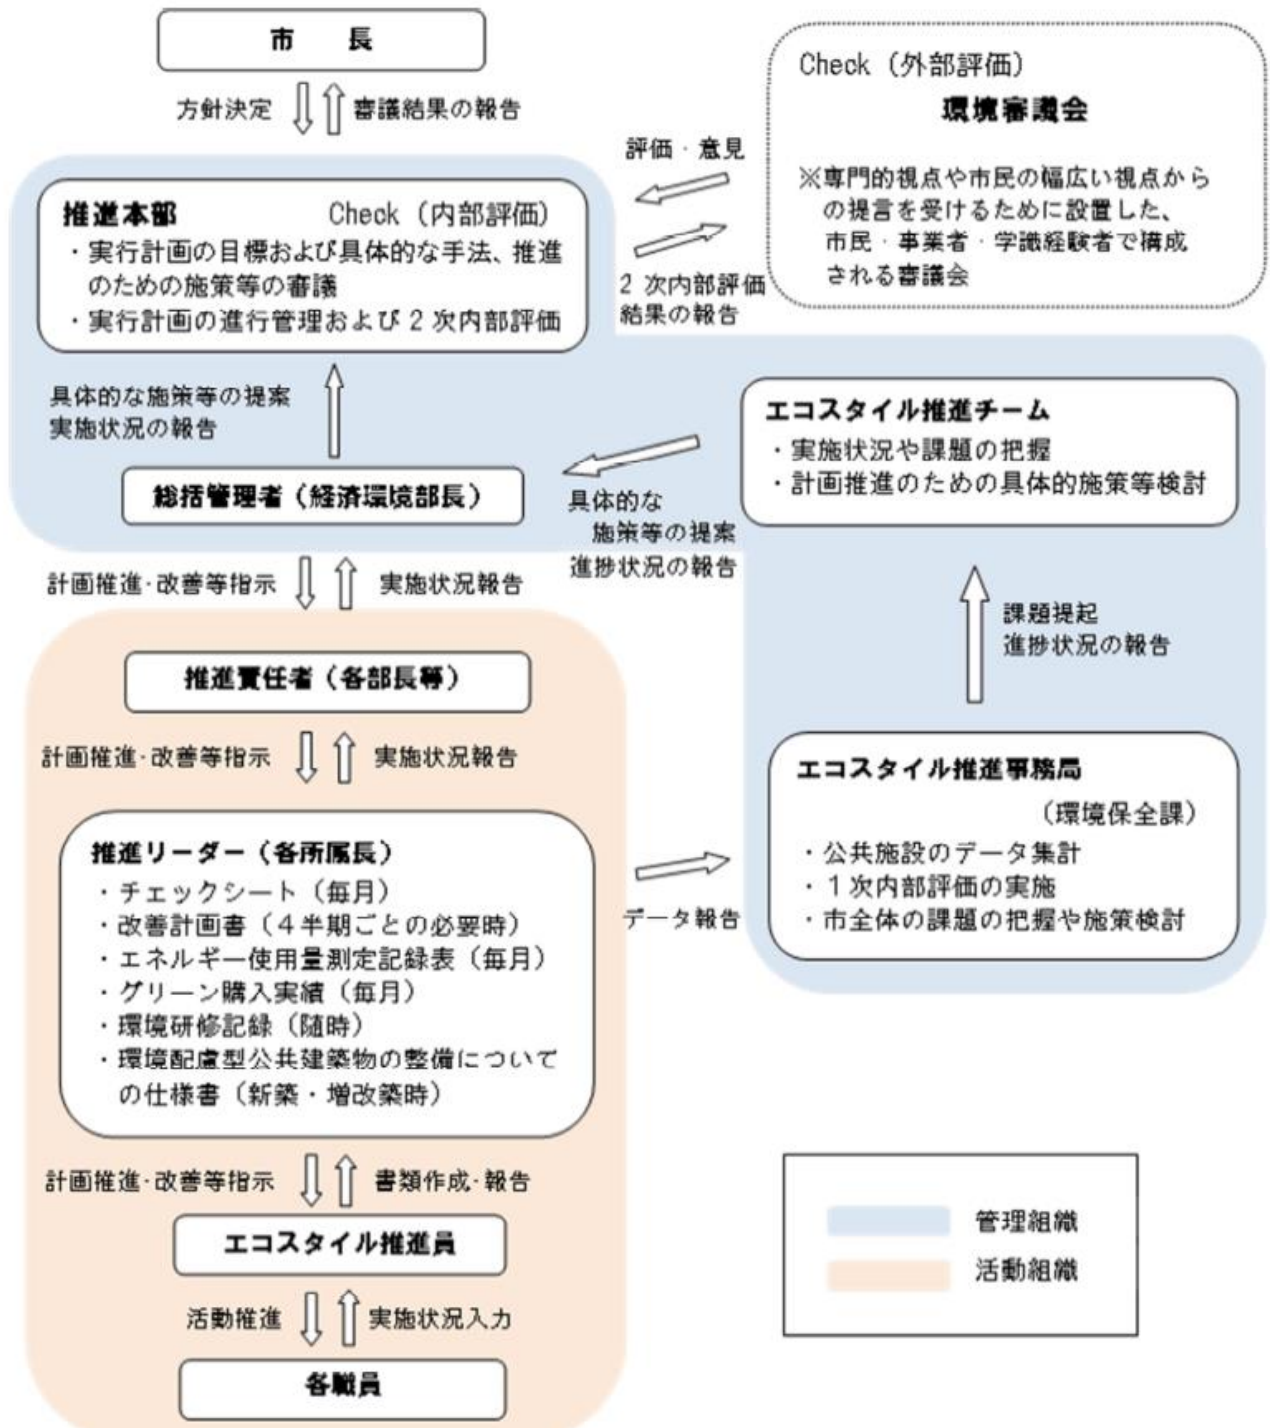 市　長
方針決定
審議結果の報告
Check（外部評価）
環境審議会
※専門的視点や市民の幅広い視点から
の提言を受けるために設置した、
市民・事業者・学識経験者で構成
される審議会
評価・意見
2次内部評価
結果の報告
推進本部　Check（内部評価）
・実行計画の目標および具体的な手法、推進
のための施策等の審議
・実行計画の進行管理および2次内部評価
具体的な施策等の提案
実施状況の報告
エコスタイル推進チーム
・実施状況や課題の把握
・計画推進のための具体的施策等検討
総括管理者（経済環境部長）
具体的な
施策等の提案
進捗状況の報告
計画推進・改善等指示
実施状況報告
課題提起
進捗状況の報告
推進責任者（各部長等）
計画推進・改善等指示
実施状況報告
エコスタイル推進事務局
（環境保全課）
・公共施設のデータ集計
・1次内部評価の実施
・市全体の課題の把握や施策検討
推進リーダー（各所属長）
・チェックシート（毎月）
・改善計画書（4半期ごとの必要時）
・エネルギー使用量測定記録表（毎月）
・グリーン購入実績（毎月）
・環境研修記録（随時）
・環境配慮型公共建築物の整備について
の仕様書（新築・増改築時）
データ報告
計画推進・改善等指示
書類作成・報告
エコスタイル推進員
活動推進
実施状況入力
各職員
管理組織
活動組織